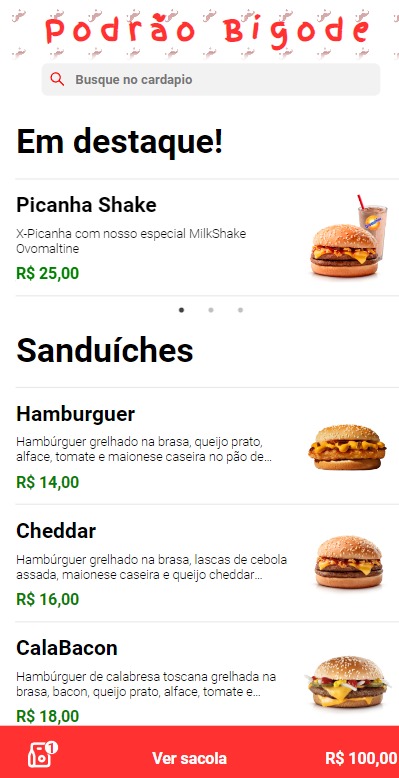 Podrão Bigode
Busque no cardapio
Em destaque!
Picanha Shake
X-Picanha com nosso especial MilkShake
Ovomaltine
R$ 25,00
Sanduíches
Hamburguer
Hambúrguer grelhado na brasa, queijo prato,
alface, tomate e maionese caseira no pão de...
R$ 14,00
Cheddar
Hambúrguer grelhado na brasa, lascas de cebola
assada, maionese caseira e queijo cheddar...
R$ 16,00
CalaBacon
Hambúrguer de calabresa toscana grelhada na
brasa, bacon, queijo prato, alface, tomate e...
R$ 18,00
1
Ver sacola
R$ 100,00